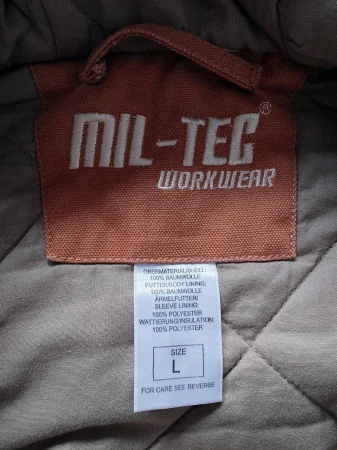 MIL-TEC®
WORKWEAR
OBERMATERIAL/SHELL:
100% BAUMWOLLE
FUTTER/BODY LINING:
100% BAUMWOLLE
ÄRMELFUTTER/
SLEEVE LINING:
100% POLYESTER
WATTIERUNG/INSULATION:
100% POLYESTER
SIZE
L
FOR CARE SEE REVERSE